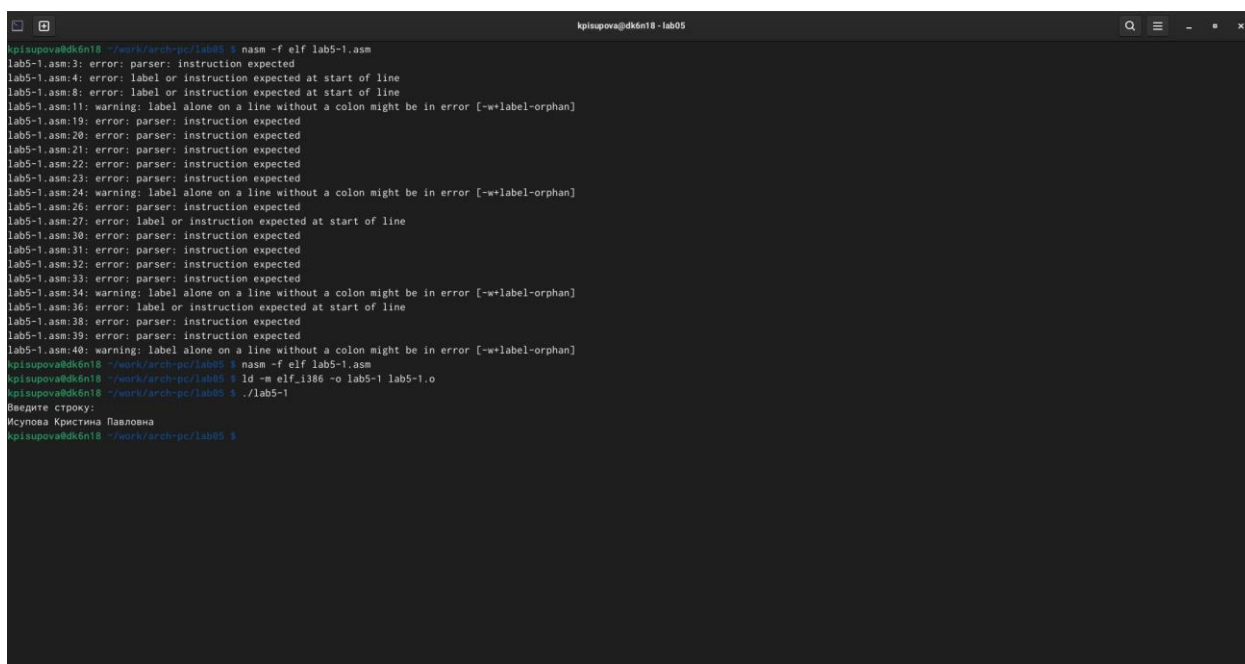 kpisupova@dk6n18 - lab05
kpisupova@dk6n18 ~/work/arch-pc/lab05 $ nasm -f elf lab5-1.asm
lab5-1.asm:3: error: parser: instruction expected
lab5-1.asm:4: error: label or instruction expected at start of line
lab5-1.asm:8: error: label or instruction expected at start of line
lab5-1.asm:11: warning: label alone on a line without a colon might be in error [-w+label-orphan]
lab5-1.asm:19: error: parser: instruction expected
lab5-1.asm:20: error: parser: instruction expected
lab5-1.asm:21: error: parser: instruction expected
lab5-1.asm:22: error: parser: instruction expected
lab5-1.asm:23: error: parser: instruction expected
lab5-1.asm:24: warning: label alone on a line without a colon might be in error [-w+label-orphan]
lab5-1.asm:26: error: parser: instruction expected
lab5-1.asm:27: error: label or instruction expected at start of line
lab5-1.asm:30: error: parser: instruction expected
lab5-1.asm:31: error: parser: instruction expected
lab5-1.asm:32: error: parser: instruction expected
lab5-1.asm:33: error: parser: instruction expected
lab5-1.asm:34: warning: label alone on a line without a colon might be in error [-w+label-orphan]
lab5-1.asm:36: error: label or instruction expected at start of line
lab5-1.asm:38: error: parser: instruction expected
lab5-1.asm:39: error: parser: instruction expected
lab5-1.asm:40: warning: label alone on a line without a colon might be in error [-w+label-orphan]
kpisupova@dk6n18 ~/work/arch-pc/lab05 $ nasm -f elf lab5-1.asm
kpisupova@dk6n18 ~/work/arch-pc/lab05 $ ld -m elf_i386 -o lab5-1 lab5-1.o
kpisupova@dk6n18 ~/work/arch-pc/lab05 $ ./lab5-1
Введите строку:
Исупова Кристина Павловна
kpisupova@dk6n18 ~/work/arch-pc/lab05 $